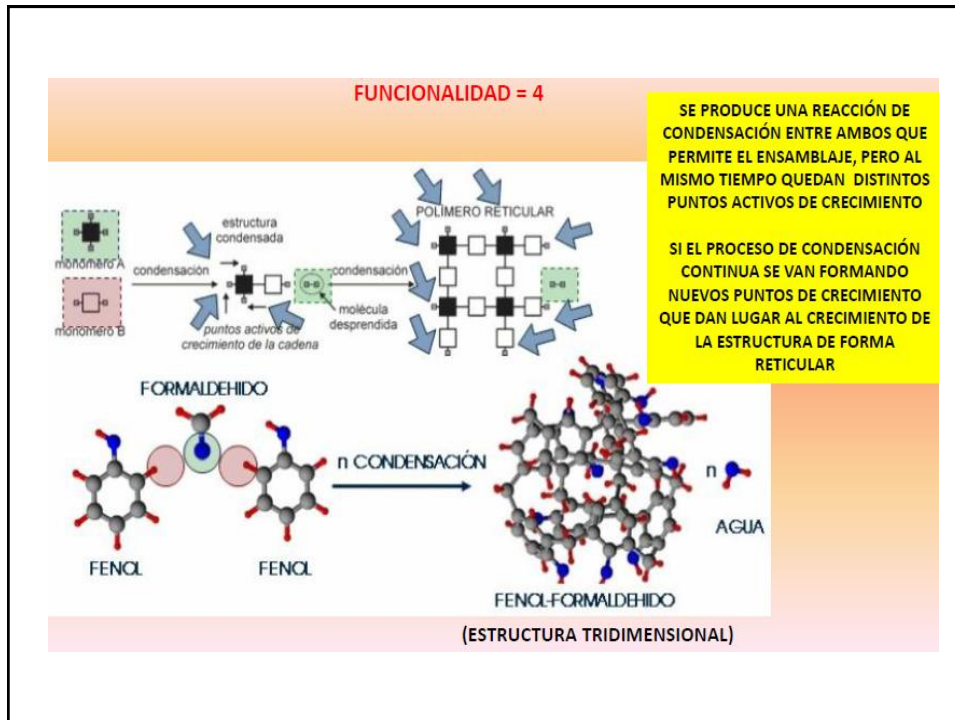 FUNCIONALIDAD = 4
SE PRODUCE UNA REACCIÓN DE
CONDENSACIÓN ENTRE AMBOS QUE
PERMITE EL ENSAMBLAJE, PERO AL
MISMO TIEMPO QUEDAN DISTINTOS
PUNTOS ACTIVOS DE CRECIMIENTO
SI EL PROCESO DE CONDENSACIÓN
CONTINUA SE VAN FORMANDO
NUEVOS PUNTOS DE CRECIMIENTO
QUE DAN LUGAR AL CRECIMIENTO DE
LA ESTRUCTURA DE FORMA
RETICULAR
monómero A
monómero B
condensación
estructura
condensada
puntos activos de
crecimiento de la cadena
condensación
molécula
desprendida
POLÍMERO RETICULAR
FORMALDEHIDO
FENOL
FENOL
n CONDENSACIÓN
FENOL-FORMALDEHIDO
n
AGUA
(ESTRUCTURA TRIDIMENSIONAL)